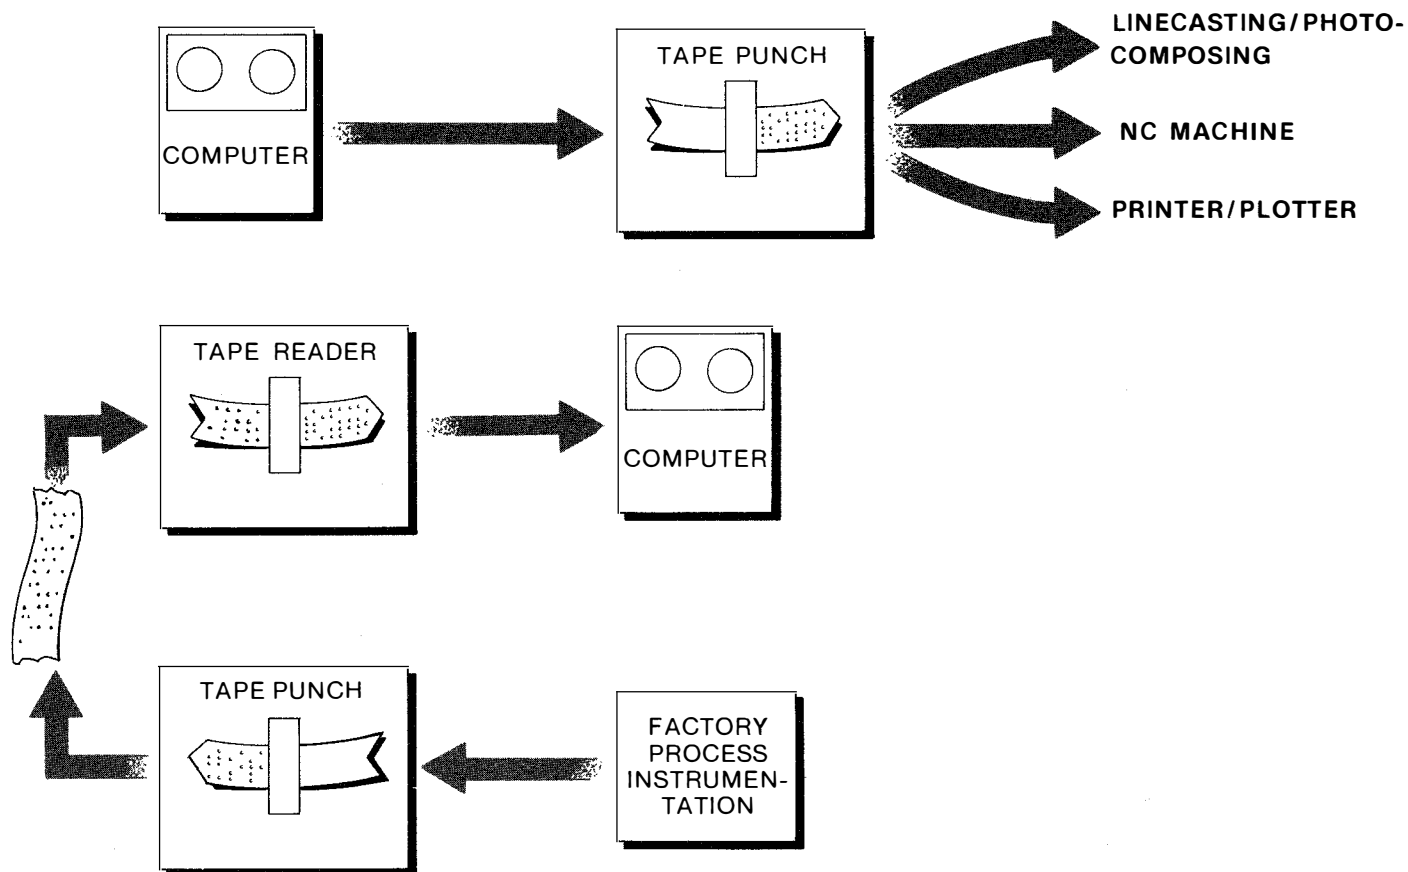 LINECASTING/PHOTO-
COMPOSING
TAPE PUNCH
COMPUTER
NC MACHINE
PRINTER/PLOTTER
TAPE READER
COMPUTER
TAPE PUNCH
FACTORY
PROCESS
INSTRUMEN-
TATION